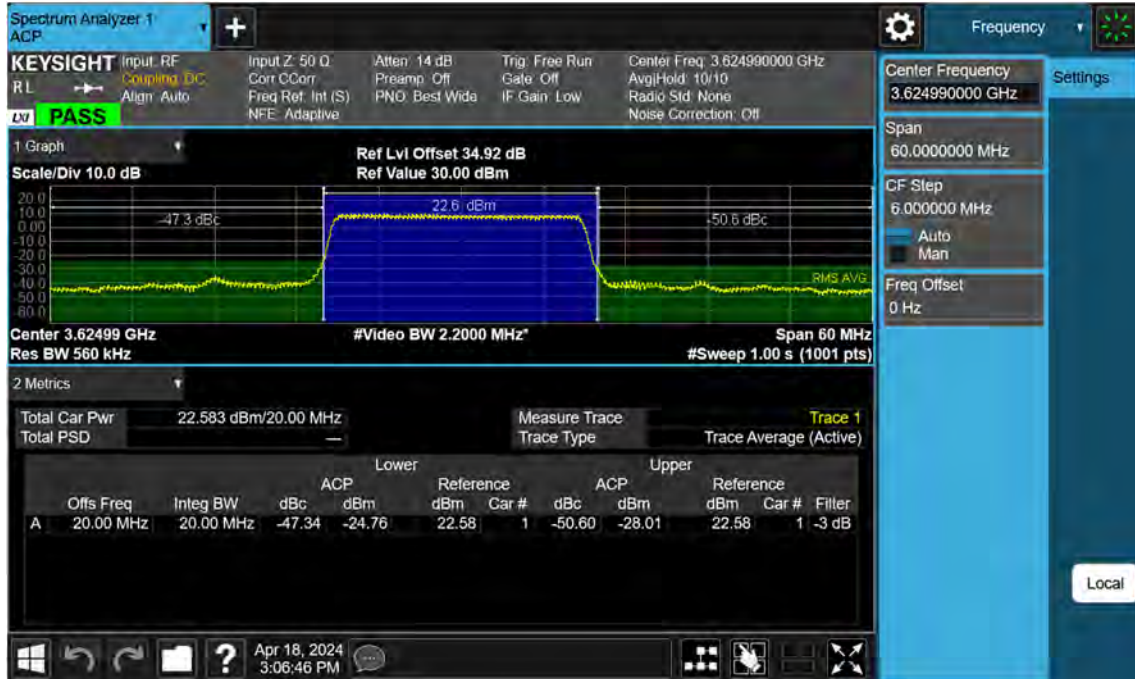 Spectrum Analyzer 1
ACP
+
Frequency
KEYSIGHT
RL
LXI
PASS
Input: RF
Coupling: DC
Align: Auto
Input Z: 50 Ω
Corr CCorr
Freq Ref: Int (S)
NFE: Adaptive
Atten: 14 dB
Preamp: Off
PNO: Best Wide
Trig: Free Run
Gate: Off
IF Gain: Low
Center Freq: 3.624990000 GHz
Avg|Hold: 10/10
Radio Std: None
Noise Correction: Off
Center Frequency
3.624990000 GHz
Settings
Span
60.0000000 MHz
CF Step
6.000000 MHz
Auto
Man
Freq Offset
0 Hz
1 Graph
Scale/Div 10.0 dB
Ref Lvl Offset 34.92 dB
Ref Value 30.00 dBm
20.0
10.0
0.00
-10.0
-20.0
-30.0
-40.0
-50.0
-60.0
-47.3 dBc
22.6 dBm
-50.6 dBc
RMS AVG
Center 3.62499 GHz #Video BW 2.2000 MHz* Span 60 MHz
Res BW 560 kHz #Sweep 1.00 s (1001 pts)
2 Metrics
Total Car Pwr 22.583 dBm/20.00 MHz Measure Trace Trace 1
Total PSD — Trace Type Trace Average (Active)
Lower Upper
ACP Reference ACP Reference
Offs Freq Integ BW dBc dBm dBm Car # dBc dBm dBm Car # Filter
A 20.00 MHz 20.00 MHz -47.34 -24.76 22.58 1 -50.60 -28.01 22.58 1 -3 dB
Local
?
Apr 18, 2024
3:06:46 PM